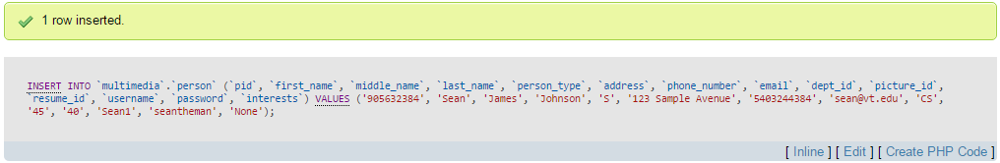 1 row inserted.
INSERT INTO `multimedia`.`person` (`pid`, `first_name`, `middle_name`, `last_name`, `person_type`, `address`, `phone_number`, `email`, `dept_id`, `picture_id`,
`resume_id`, `username`, `password`, `interests`) VALUES ('905632384', 'Sean', 'James', 'Johnson', 'S', '123 Sample Avenue', '5403244384', 'sean@vt.edu', 'CS',
'45', '40', 'Sean1', 'seantheman', 'None');
[ Inline ] [ Edit ] [ Create PHP Code ]